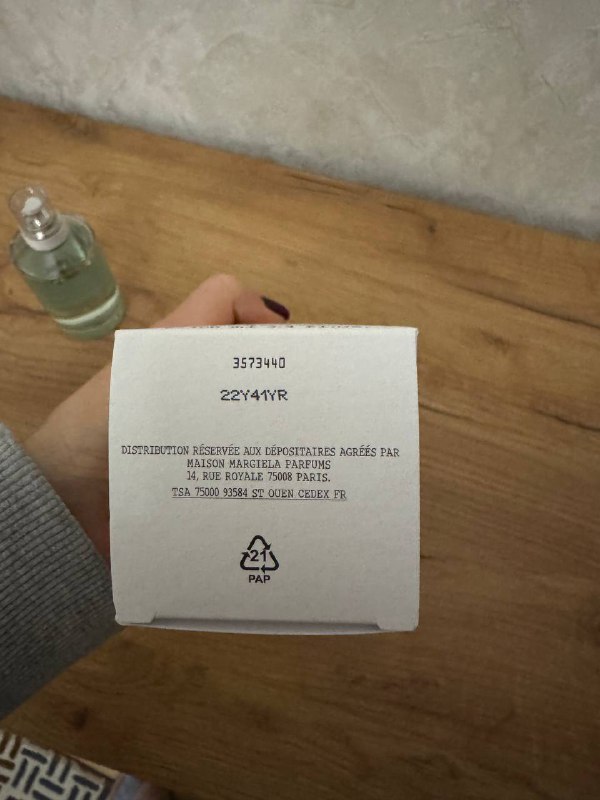 3573440
22Y41YR
DISTRIBUTION RÉSERVÉE AUX DÉPOSITAIRES AGRÉÉS PAR
MAISON MARGIELA PARFUMS
14, RUE ROYALE 75008 PARIS.
TSA 75000 93584 ST OUEN CEDEX FR
21
PAP